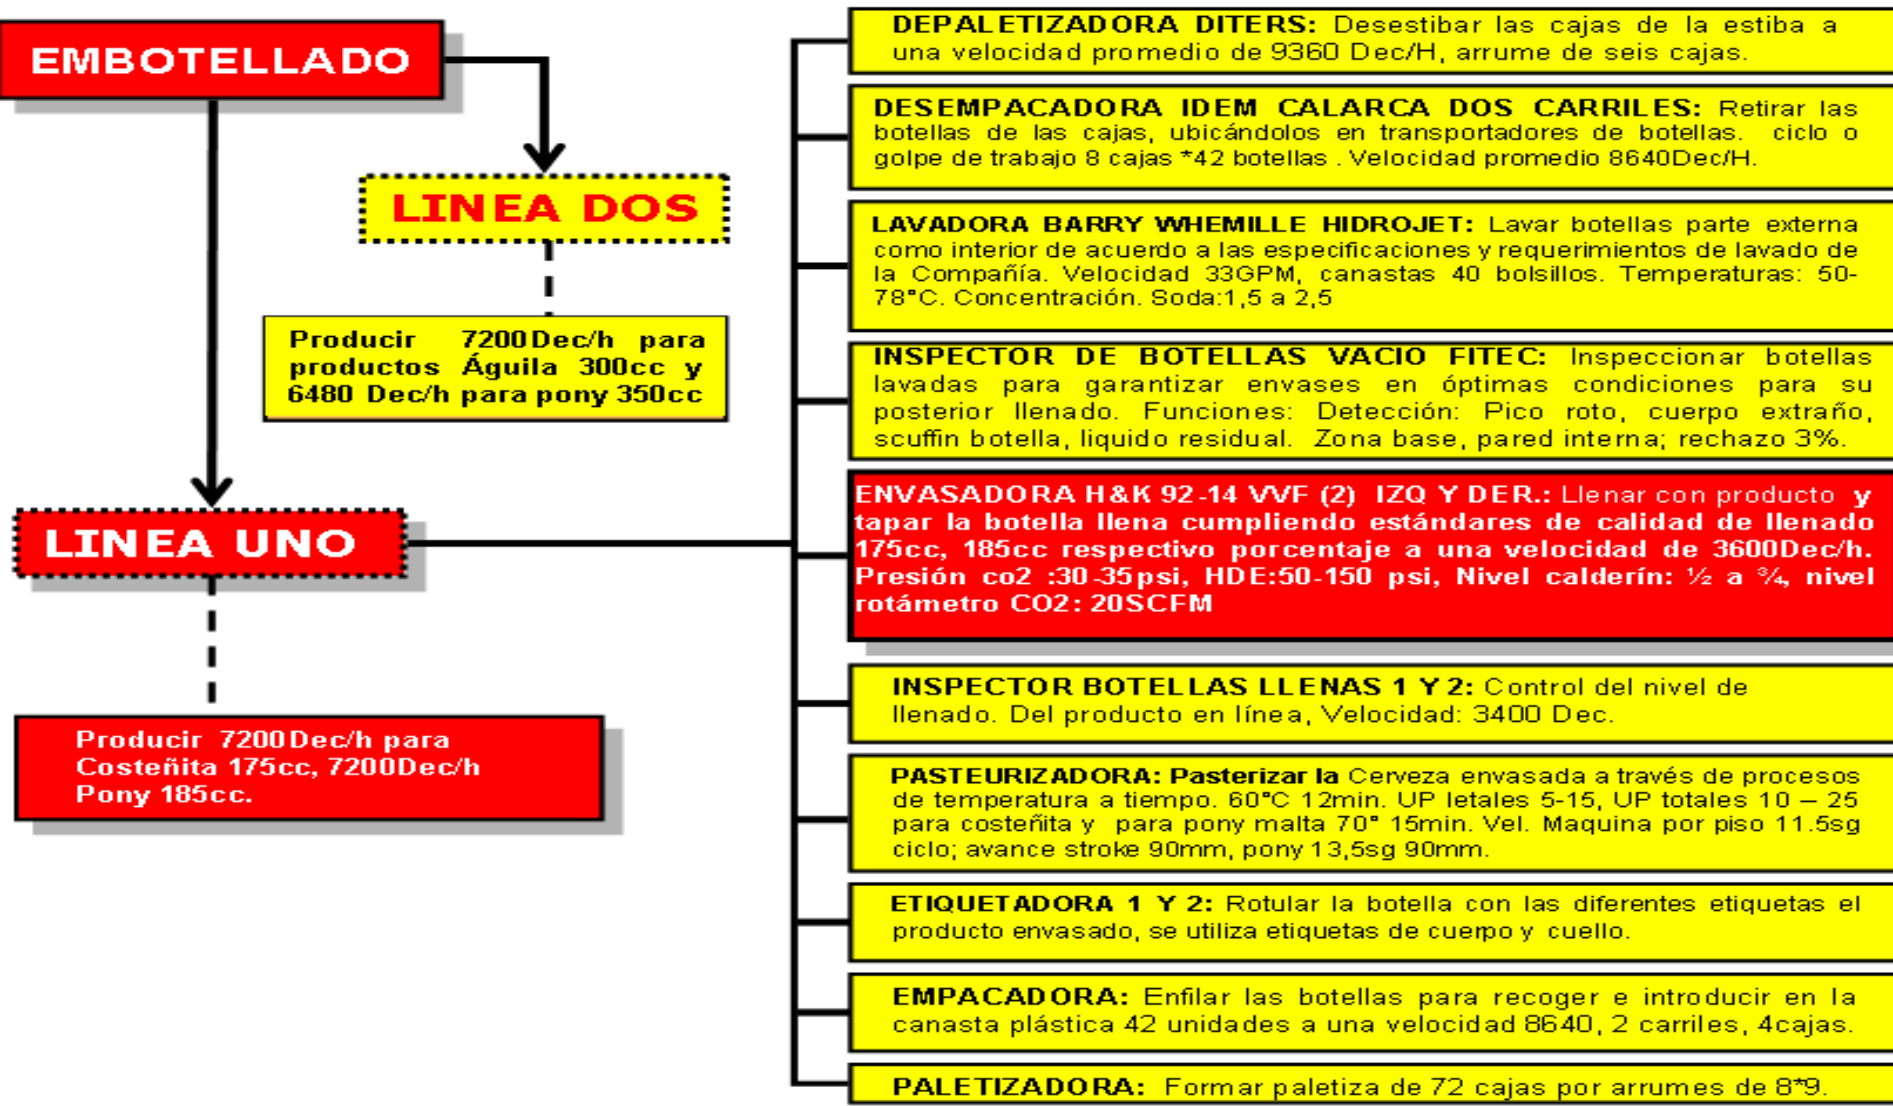 EMBOTELLADO
LINEA DOS
Producir 7200Dec/h para
productos Águila 300cc y
6480 Dec/h para pony 350cc
LINEA UNO
Producir 7200Dec/h para
Costeñita 175cc, 7200Dec/h
Pony 185cc.
DEPALETIZADORA DITERS: Desestibar las cajas de la estiba a
una velocidad promedio de 9360 Dec/H, arrume de seis cajas.
DESEMPACADORA IDEM CALARCA DOS CARRILES: Retirar las
botellas de las cajas, ubicándolos en transportadores de botellas. ciclo o
golpe de trabajo 8 cajas *42 botellas . Velocidad promedio 8640Dec/H.
LAVADORA BARRY WHEMILLE HIDROJET: Lavar botellas parte externa
como interior de acuerdo a las especificaciones y requerimientos de lavado de
la Compañía. Velocidad 33GPM, canastas 40 bolsillos. Temperaturas: 50-
78°C. Concentración. Soda:1,5 a 2,5
INSPECTOR DE BOTELLAS VACIO FITEC: Inspeccionar botellas
lavadas para garantizar envases en óptimas condiciones para su
posterior llenado. Funciones: Detección: Pico roto, cuerpo extraño,
scuffin botella, liquido residual. Zona base, pared interna; rechazo 3%.
ENVASADORA H&K 92-14 VVF (2) IZQ Y DER.: Llenar con producto y
tapar la botella llena cumpliendo estándares de calidad de llenado
175cc, 185cc respectivo porcentaje a una velocidad de 3600Dec/h.
Presión co2 :30-35psi, HDE:50-150 psi, Nivel calderín: ½ a ¾, nivel
rotámetro CO2: 20SCFM
INSPECTOR BOTELLAS LLENAS 1 Y 2: Control del nivel de
llenado. Del producto en línea, Velocidad: 3400 Dec.
PASTEURIZADORA: Pasterizar la Cerveza envasada a través de procesos
de temperatura a tiempo. 60°C 12min. UP letales 5-15, UP totales 10 – 25
para costeñita y para pony malta 70° 15min. Vel. Maquina por piso 11.5sg
ciclo; avance stroke 90mm, pony 13,5sg 90mm.
ETIQUETADORA 1 Y 2: Rotular la botella con las diferentes etiquetas el
producto envasado, se utiliza etiquetas de cuerpo y cuello.
EMPACADORA: Enfilar las botellas para recoger e introducir en la
canasta plástica 42 unidades a una velocidad 8640, 2 carriles, 4cajas.
PALETIZADORA: Formar paletiza de 72 cajas por arrumes de 8*9.